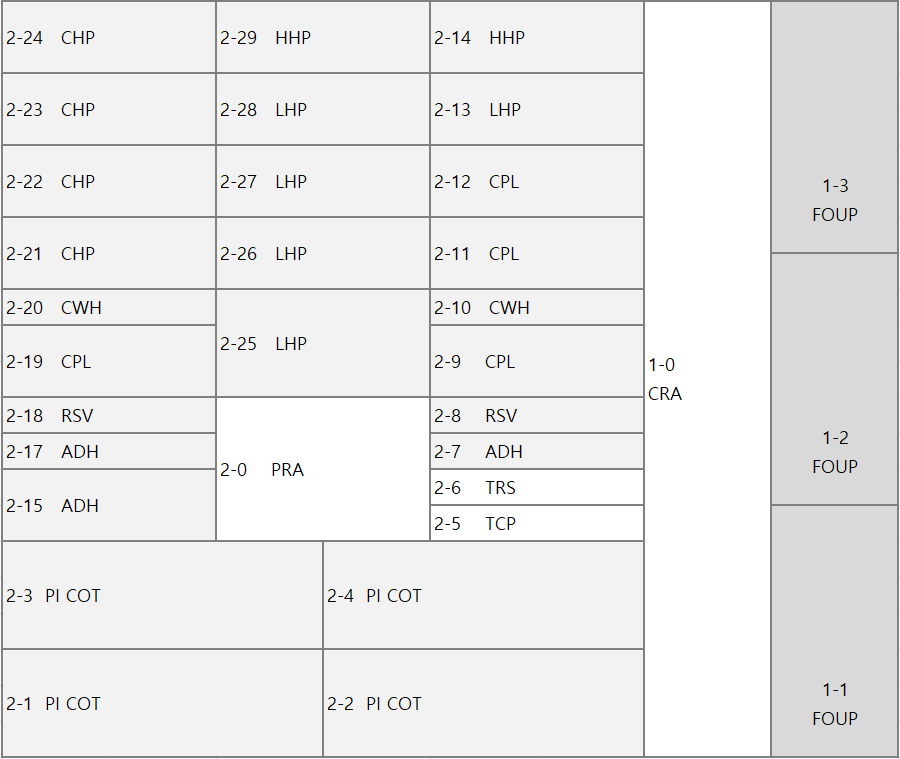 2-24 CHP
2-29 HHP
2-14 HHP
2-23 CHP
2-28 LHP
2-13 LHP
2-22 CHP
2-27 LHP
2-12 CPL
1-3
FOUP
2-21 CHP
2-26 LHP
2-11 CPL
2-20 CWH
2-10 CWH
2-25 LHP
2-19 CPL
2-9 CPL
1-0
CRA
2-18 RSV
2-8 RSV
2-17 ADH
2-7 ADH
1-2
FOUP
2-0 PRA
2-6 TRS
2-15 ADH
2-5 TCP
2-3 PI COT
2-4 PI COT
2-1 PI COT
2-2 PI COT
1-1
FOUP